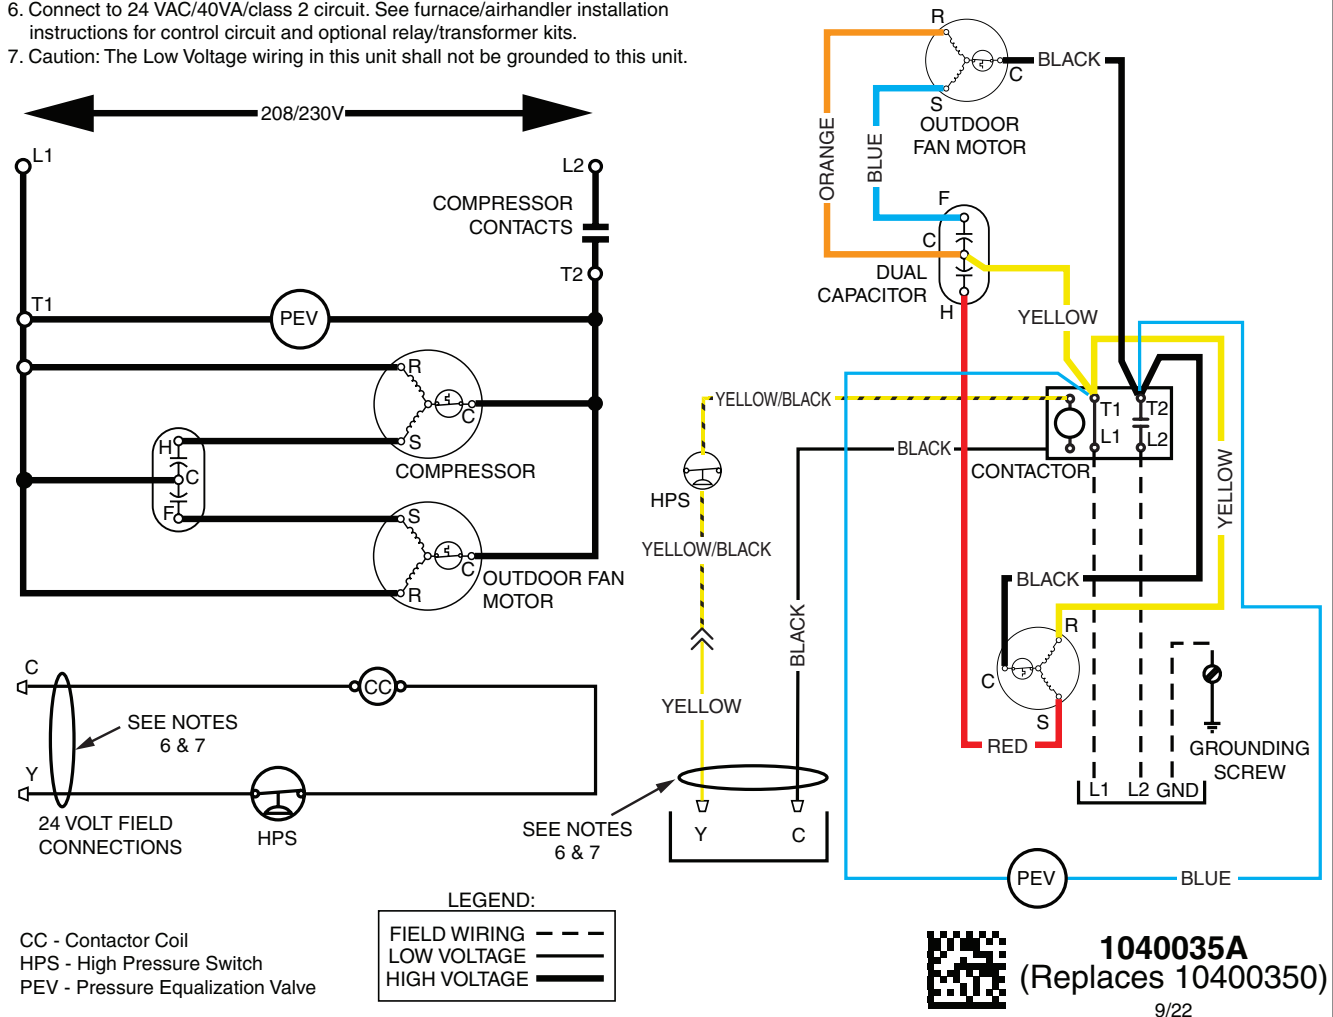 6. Connect to 24 VAC/40VA/class 2 circuit. See furnace/airhandler installation
instructions for control circuit and optional relay/transformer kits.
7. Caution: The Low Voltage wiring in this unit shall not be grounded to this unit.
208/230V
L1
L2
COMPRESSOR
CONTACTS
T2
T1
PEV
R
C
S
COMPRESSOR
H
C
F
S
C
R
OUTDOOR FAN
MOTOR
C
CC
SEE NOTES
6 & 7
Y
HPS
24 VOLT FIELD
CONNECTIONS
R
C
S
BLACK
OUTDOOR
FAN MOTOR
ORANGE
BLUE
F
C
H
DUAL
CAPACITOR
YELLOW
YELLOW/BLACK
T1
T2
L1
L2
BLACK
CONTACTOR
HPS
YELLOW
YELLOW/BLACK
BLACK
BLACK
R
C
S
YELLOW
RED
GROUNDING
SCREW
L1 L2 GND
SEE NOTES
6 & 7
Y
C
PEV
BLUE
LEGEND:
FIELD WIRING
LOW VOLTAGE
HIGH VOLTAGE
CC - Contactor Coil
HPS - High Pressure Switch
PEV - Pressure Equalization Valve
1040035A
(Replaces 10400350)
9/22